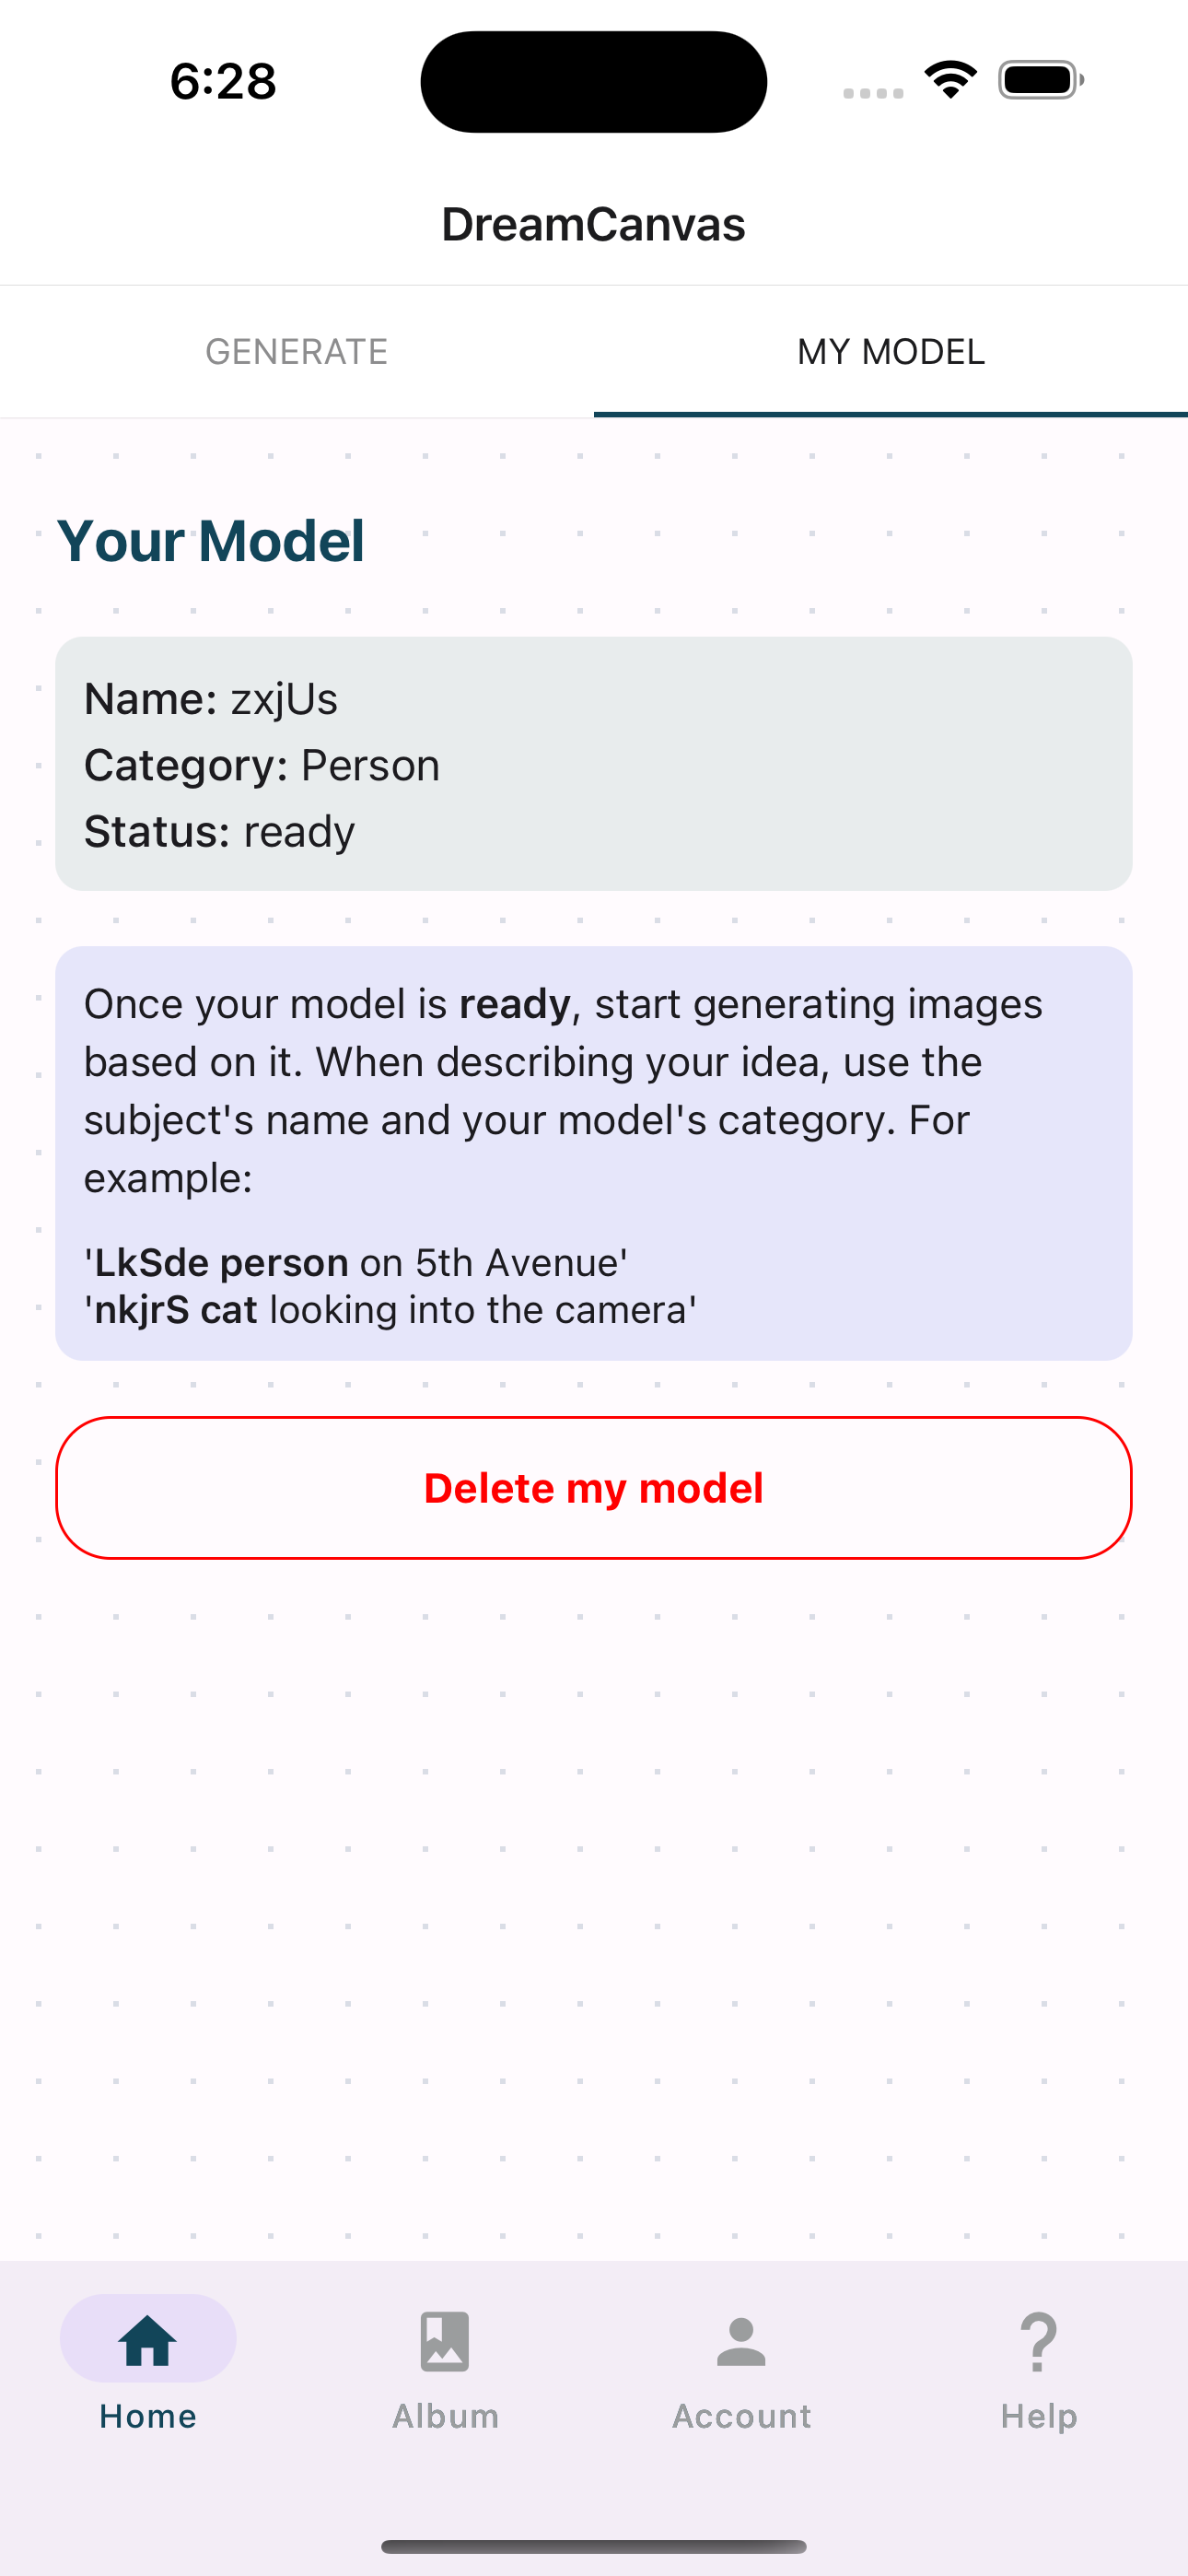 6:28
DreamCanvas
GENERATE
MY MODEL
Your Model
Name: zxjUs
Category: Person
Status: ready
Once your model is ready, start generating images
based on it. When describing your idea, use the
subject's name and your model's category. For
example:
'LkSde person on 5th Avenue'
'nkjrS cat looking into the camera'
Delete my model
Home
Album
Account
Help